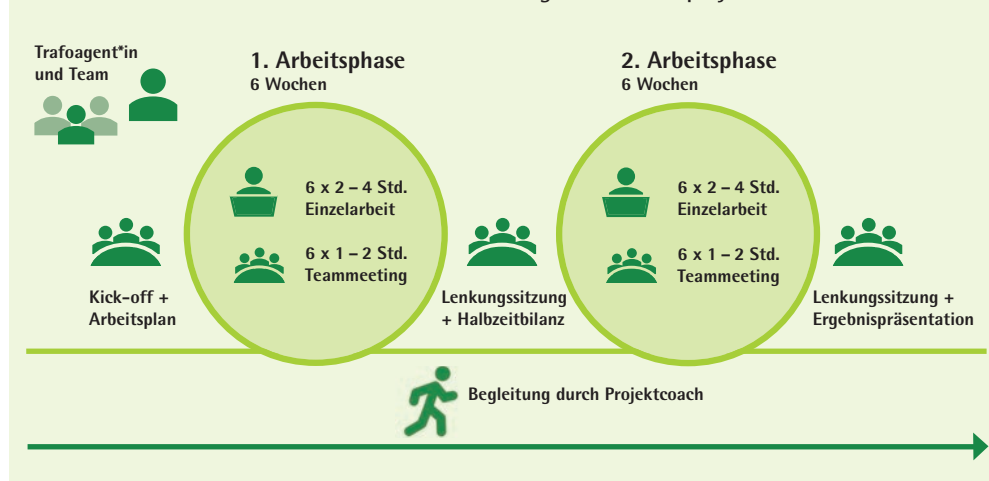 Trafoagent*in
und Team
1. Arbeitsphase
6 Wochen
2. Arbeitsphase
6 Wochen
6 x 2 – 4 Std.
Einzelarbeit
6 x 1 – 2 Std.
Teammeeting
6 x 2 – 4 Std.
Einzelarbeit
6 x 1 – 2 Std.
Teammeeting
Kick-off +
Arbeitsplan
Lenkungssitzung
+ Halbzeitbilanz
Lenkungssitzung +
Ergebnispräsentation
Begleitung durch Projektcoach